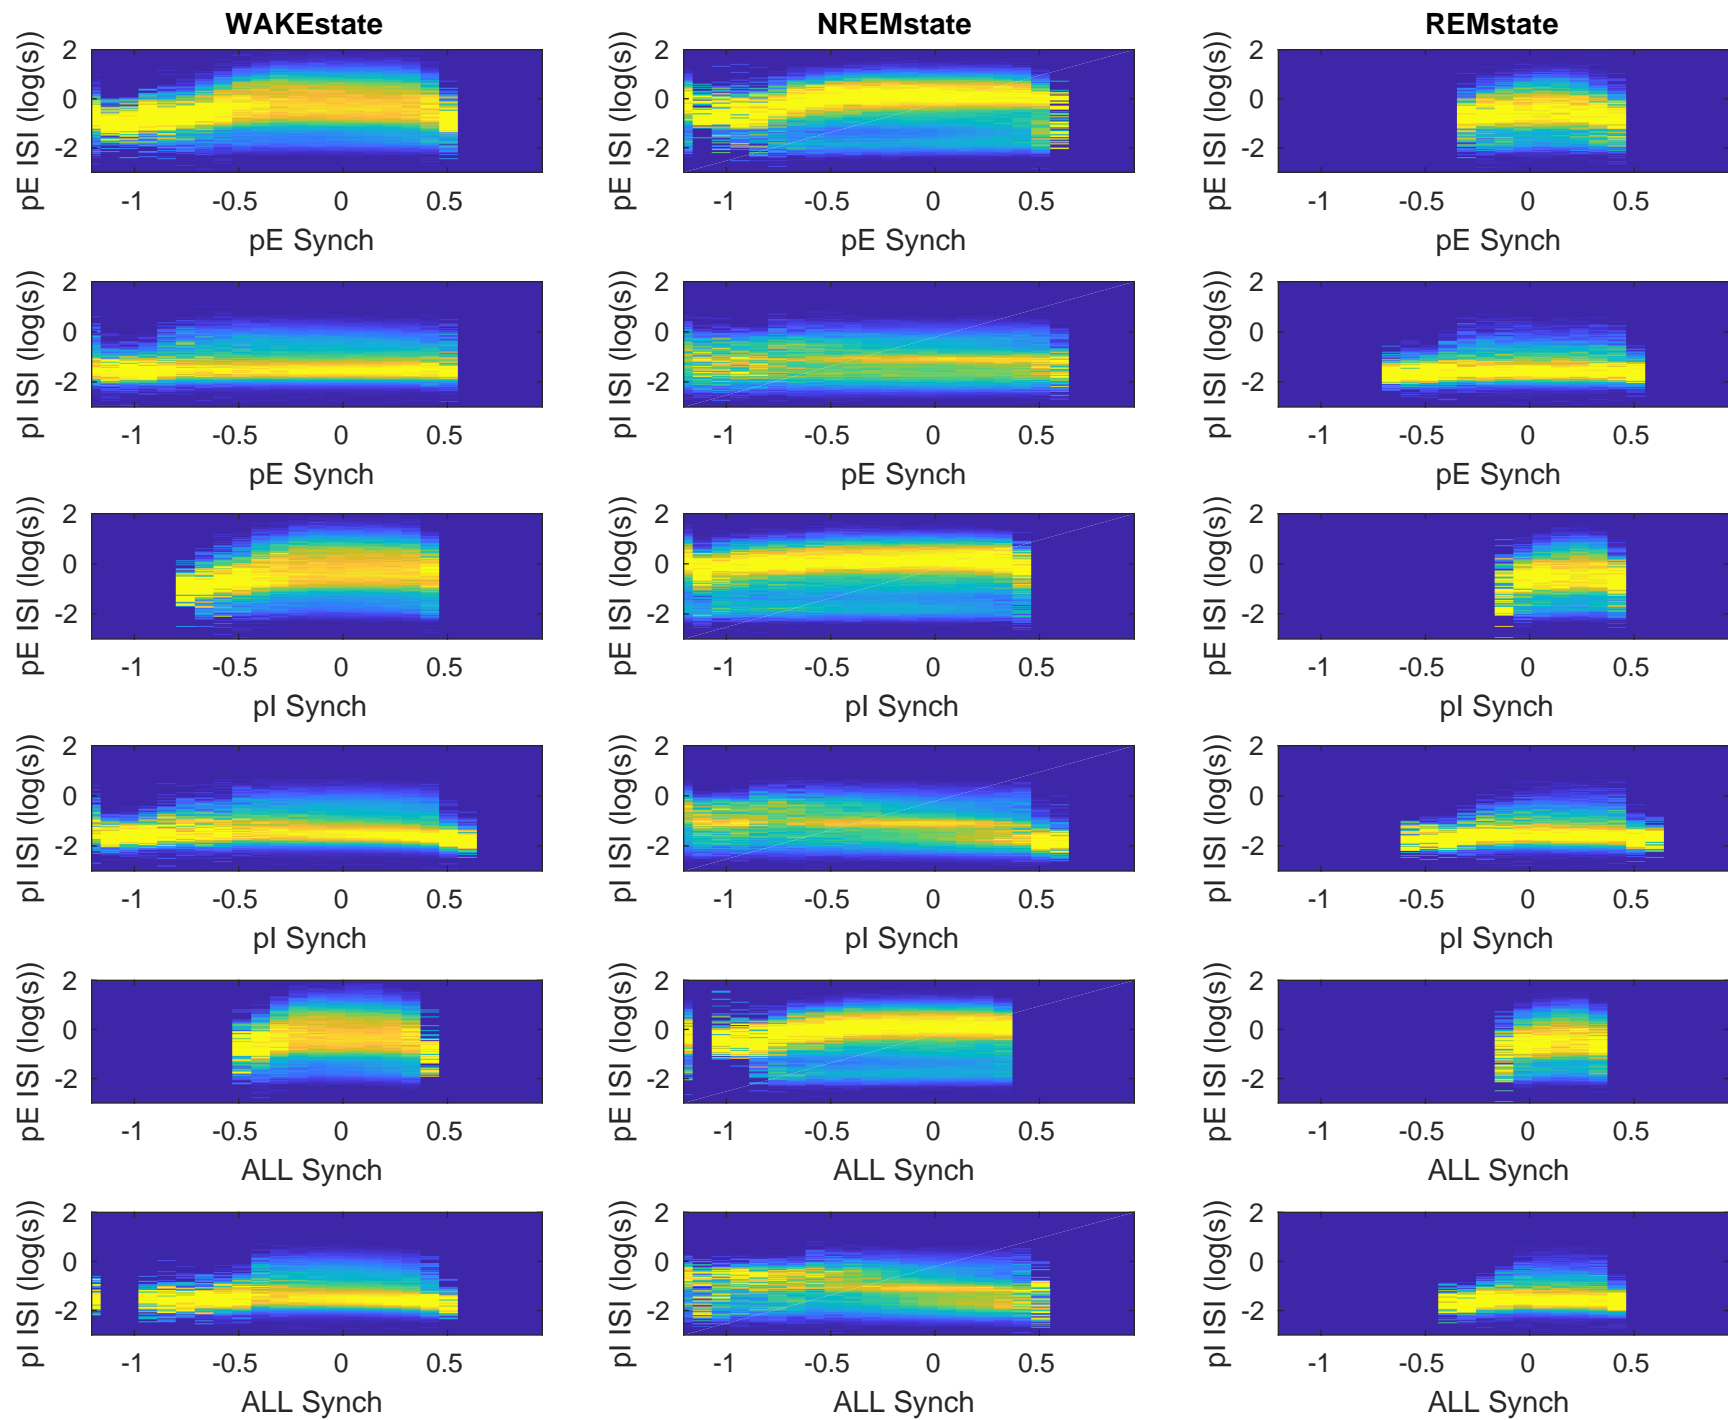 WAKEstate NREMstate REMstate
pE ISI (log(s)) 2 0 -2 pE ISI (log(s)) 2 0 -2 pE ISI (log(s)) 2 0 -2
-1 -0.5 0 0.5 -1 -0.5 0 0.5 -1 -0.5 0 0.5
pE Synch pE Synch pE Synch
pI ISI (log(s)) 2 0 -2 pI ISI (log(s)) 2 0 -2 pI ISI (log(s)) 2 0 -2
-1 -0.5 0 0.5 -1 -0.5 0 0.5 -1 -0.5 0 0.5
pE Synch pE Synch pE Synch
pE ISI (log(s)) 2 0 -2 pE ISI (log(s)) 2 0 -2 pE ISI (log(s)) 2 0 -2
-1 -0.5 0 0.5 -1 -0.5 0 0.5 -1 -0.5 0 0.5
pI Synch pI Synch pI Synch
pI ISI (log(s)) 2 0 -2 pI ISI (log(s)) 2 0 -2 pI ISI (log(s)) 2 0 -2
-1 -0.5 0 0.5 -1 -0.5 0 0.5 -1 -0.5 0 0.5
pI Synch pI Synch pI Synch
pE ISI (log(s)) 2 0 -2 pE ISI (log(s)) 2 0 -2 pE ISI (log(s)) 2 0 -2
-1 -0.5 0 0.5 -1 -0.5 0 0.5 -1 -0.5 0 0.5
ALL Synch ALL Synch ALL Synch
pI ISI (log(s)) 2 0 -2 pI ISI (log(s)) 2 0 -2 pI ISI (log(s)) 2 0 -2
-1 -0.5 0 0.5 -1 -0.5 0 0.5 -1 -0.5 0 0.5
ALL Synch ALL Synch ALL Synch